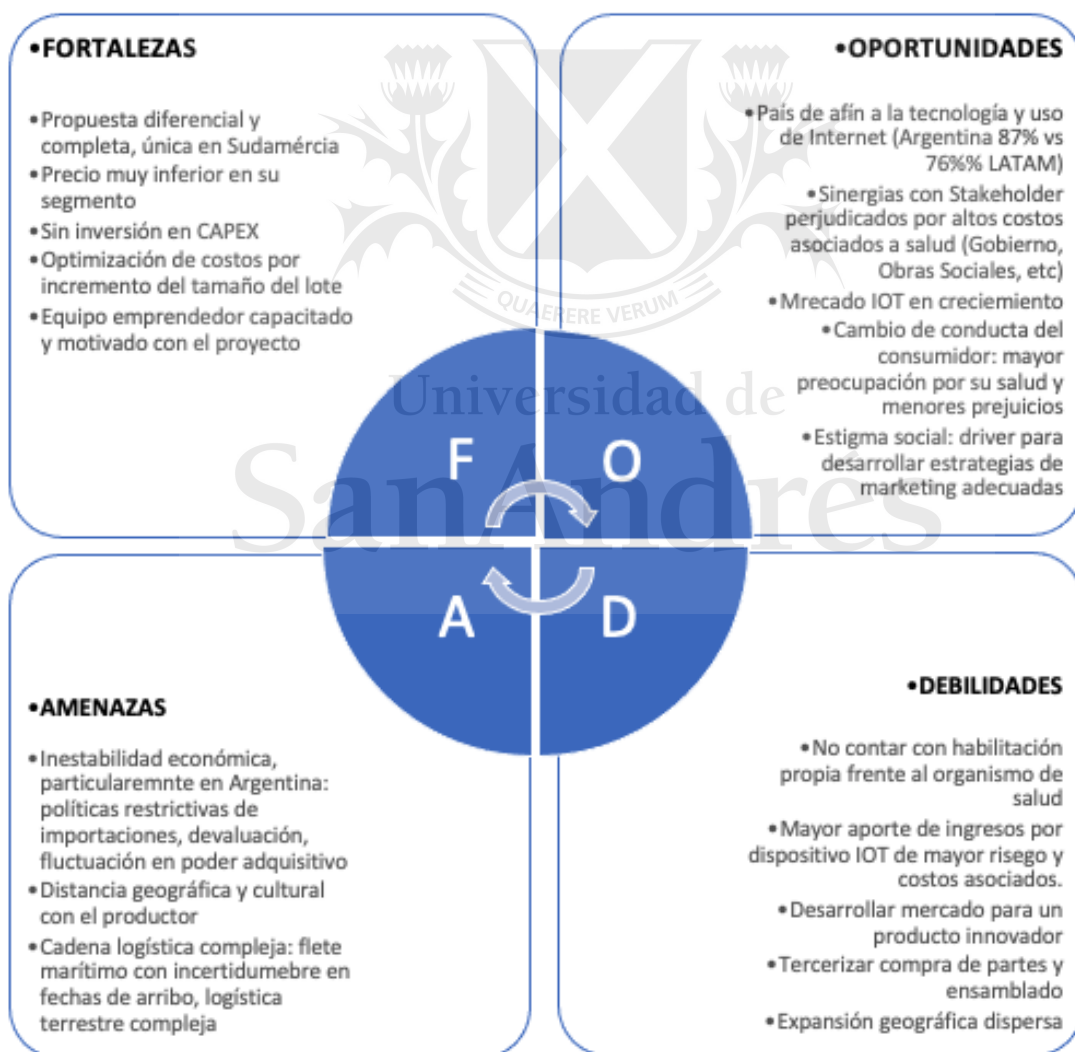 •FORTALEZAS
•Propuesta diferencial y
completa, única en Sudamércia
•Precio muy inferior en su
segmento
•Sin inversión en CAPEX
•Optimización de costos por
incremento del tamaño del lote
•Equipo emprendedor capacitado
y motivado con el proyecto
•OPORTUNIDADES
•País de afín a la tecnología y uso
de Internet (Argentina 87% vs
76%% LATAM)
•Sinergias con Stakeholder
perjudicados por altos costos
asociados a salud (Gobierno,
Obras Sociales, etc)
•Mrecado IOT en creciemiento
•Cambio de conducta del
consumidor: mayor
preocupación por su salud y
menores prejuicios
•Estigma social: driver para
desarrollar estrategias de
marketing adecuadas
QUAERERE VERUM
Universidad de
SanAndrés
F
O
A
D
•AMENAZAS
•Inestabilidad económica,
particularemnte en Argentina:
políticas restrictivas de
importaciones, devaluación,
fluctuación en poder adquisitivo
•Distancia geográfica y cultural
con el productor
•Cadena logística compleja: flete
marítimo con incertidumebre en
fechas de arribo, logística
terrestre compleja
•DEBILIDADES
•No contar con habilitación
propia frente al organismo de
salud
•Mayor aporte de ingresos por
dispositivo IOT de mayor risego y
costos asociados.
•Desarrollar mercado para un
producto innovador
•Tercerizar compra de partes y
ensamblado
•Expansión geográfica dispersa